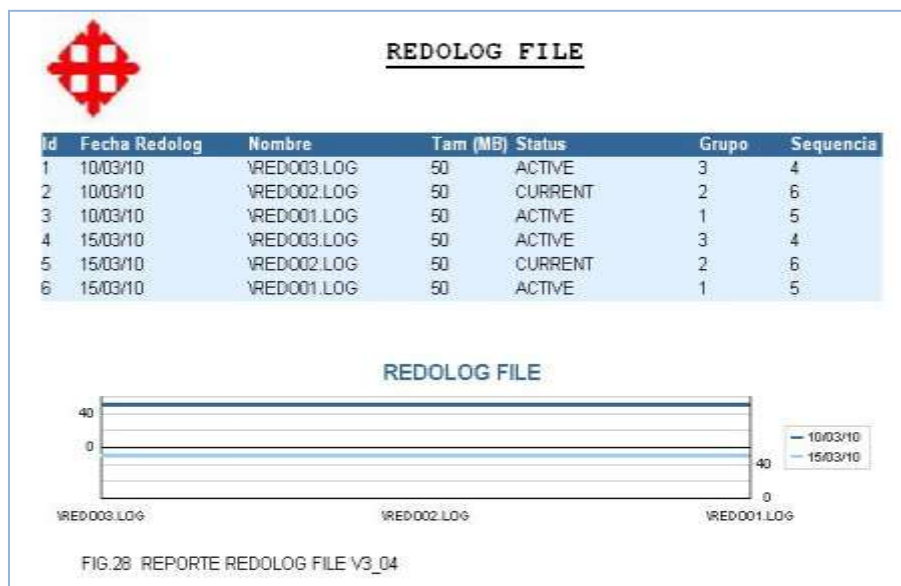 REDOLOG FILE
Id Fecha Redolog Nombre Tam (MB) Status Grupo Sequencia
1 10/03/10 \REDO03.LOG 50 ACTIVE 3 4
2 10/03/10 \REDO02.LOG 50 CURRENT 2 6
3 10/03/10 \REDO01.LOG 50 ACTIVE 1 5
4 15/03/10 \REDO03.LOG 50 ACTIVE 3 4
5 15/03/10 \REDO02.LOG 50 CURRENT 2 6
6 15/03/10 \REDO01.LOG 50 ACTIVE 1 5
REDOLOG FILE
40
0
10/03/10
15/03/10
40
0
\REDO03.LOG \REDO02.LOG \REDO01.LOG
FIG.28 REPORTE REDOLOG FILE V3_04